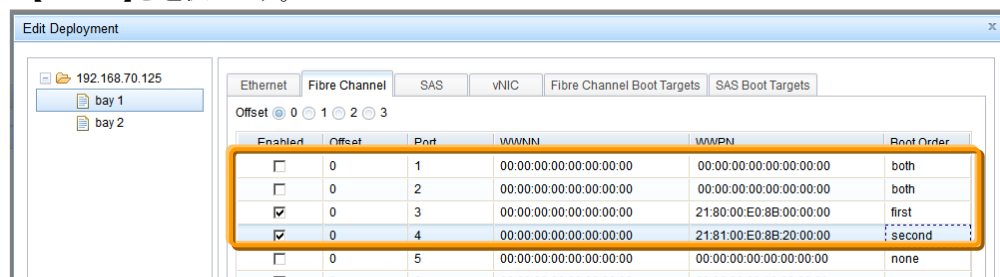 Edit Deployment x
192.168.70.125
bay 1
bay 2
Ethernet Fibre Channel SAS vNIC Fibre Channel Boot Targets SAS Boot Targets
Offset 0 1 2 3
Enabled Offset Port WWNN WWPN Boot Order
0 1 00:00:00:00:00:00:00:00 00:00:00:00:00:00:00:00 both
0 2 00:00:00:00:00:00:00:00 00:00:00:00:00:00:00:00 both
0 3 00:00:00:00:00:00:00:00 21:80:00:E0:8B:00:00:00 first
0 4 00:00:00:00:00:00:00:00 21:81:00:E0:8B:20:00:00 second
0 5 00:00:00:00:00:00:00:00 00:00:00:00:00:00:00:00 none